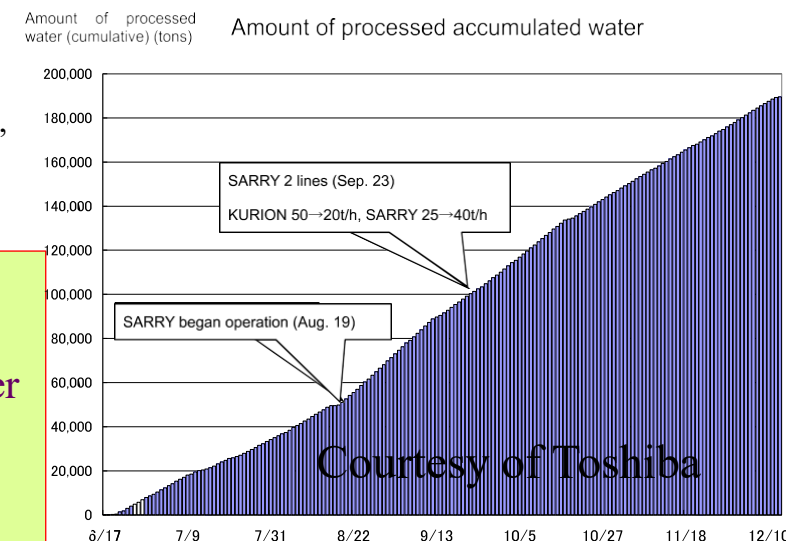 Amount of processed
water (cumulative) (tons)
Amount of processed accumulated water
200,000
180,000
160,000
140,000
120,000
100,000
80,000
60,000
40,000
20,000
0
SARRY 2 lines (Sep. 23)
KURION 50→20t/h, SARRY 25→40t/h
SARRY began operation (Aug. 19)
,
er
Courtesy of Toshiba
6/17 7/9 7/31 8/22 9/13 10/5 10/27 11/18 12/10